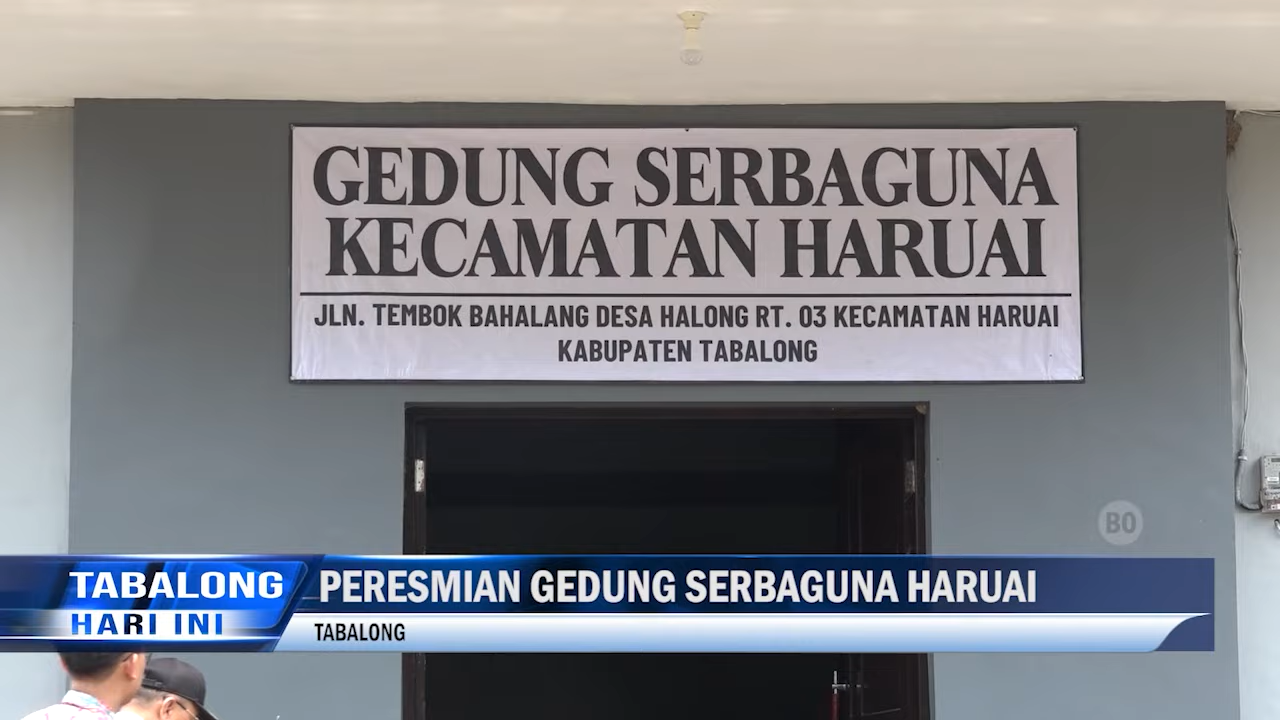 GEDUNG SERBAGUNA
KECAMATAN HARUAI
JLN. TEMBOK BAHALANG DESA HALONG RT. 03 KECAMATAN HARUAI
KABUPATEN TABALONG
BO
TABALONG
HARI INI
PERESMIAN GEDUNG SERBAGUNA HARUAI
TABALONG